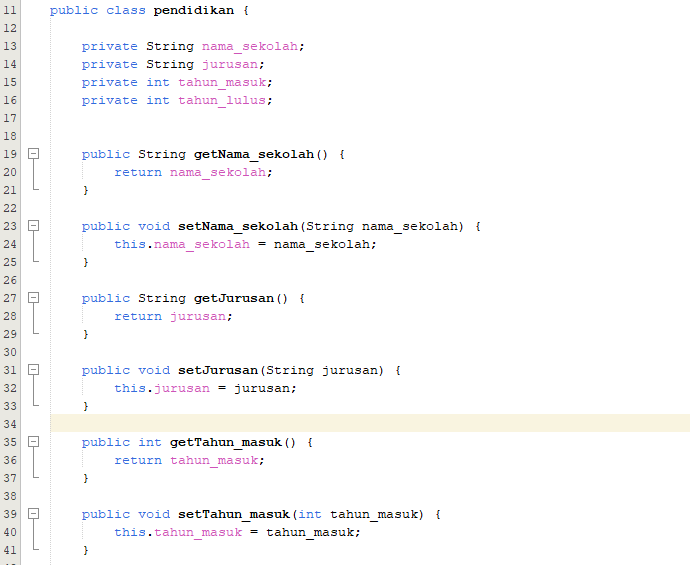 11 public class pendidikan {
12
13 private String nama_sekolah;
14 private String jurusan;
15 private int tahun_masuk;
16 private int tahun_lulus;
17
18
19 public String getNama_sekolah() {
20 return nama_sekolah;
21 }
22
23 public void setNama_sekolah(String nama_sekolah) {
24 this.nama_sekolah = nama_sekolah;
25 }
26
27 public String getJurusan() {
28 return jurusan;
29 }
30
31 public void setJurusan(String jurusan) {
32 this.jurusan = jurusan;
33 }
34
35 public int getTahun_masuk() {
36 return tahun_masuk;
37 }
38
39 public void setTahun_masuk(int tahun_masuk) {
40 this.tahun_masuk = tahun_masuk;
41 }